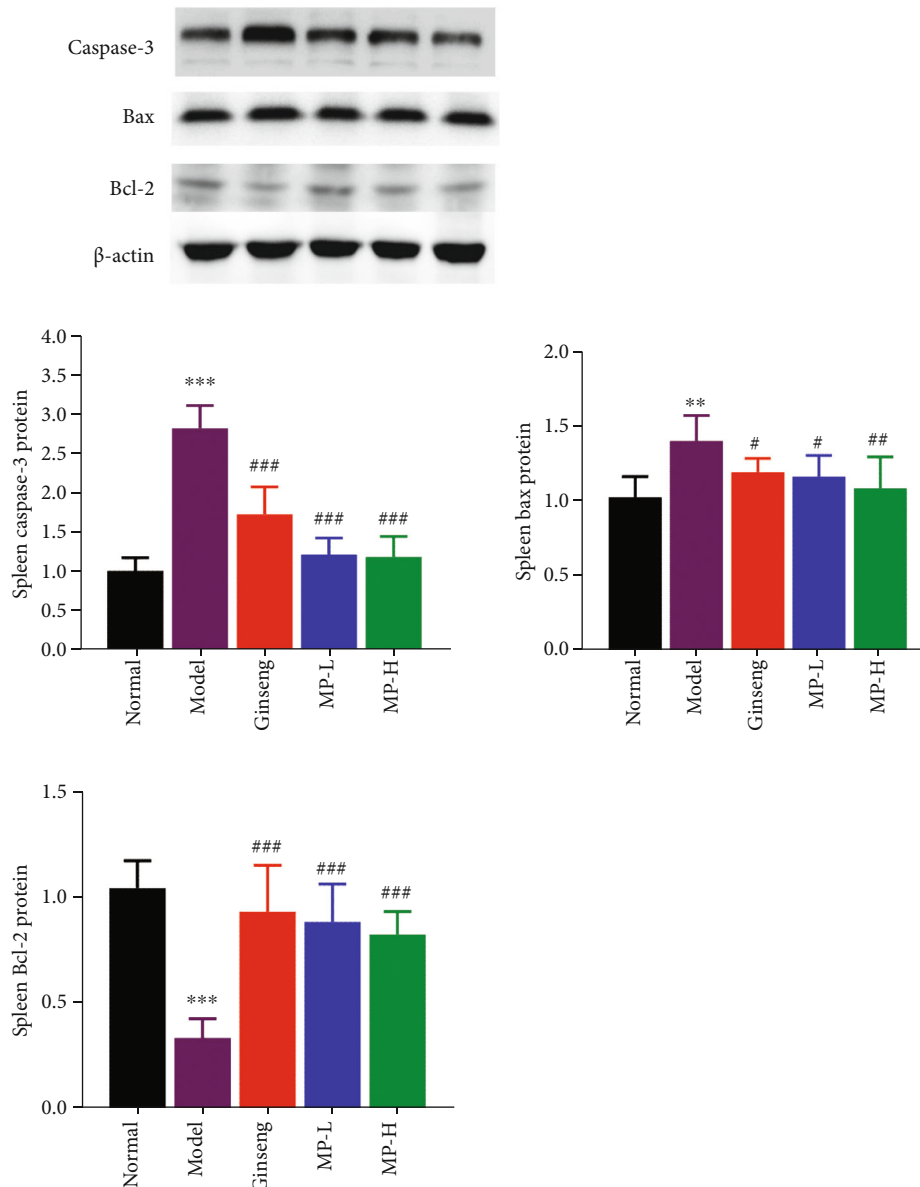 Caspase-3
Bax
Bcl-2
β-actin
Spleen caspase-3 protein
4.0
3.5
3.0
2.5
2.0
1.5
1.0
0.5
0.0
***
###
###
###
Normal
Model
Ginseng
MP-L
MP-H
Spleen bax protein
2.0
1.5
1.0
0.5
0.0
**
#
#
##
Normal
Model
Ginseng
MP-L
MP-H
Spleen Bcl-2 protein
1.5
1.0
0.5
0.0
***
###
###
###
Normal
Model
Ginseng
MP-L
MP-H